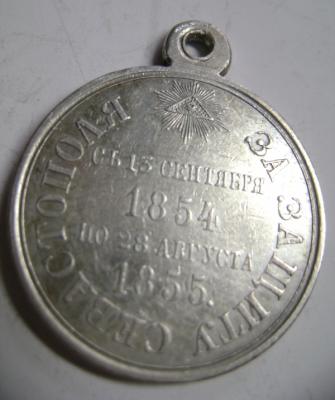 ЗА ЗАЩИТУ СЕВАСТОПОЛЯ
СЪ 13 СЕНТЯБРЯ
1854
ПО 28 АВГУСТА
1855.